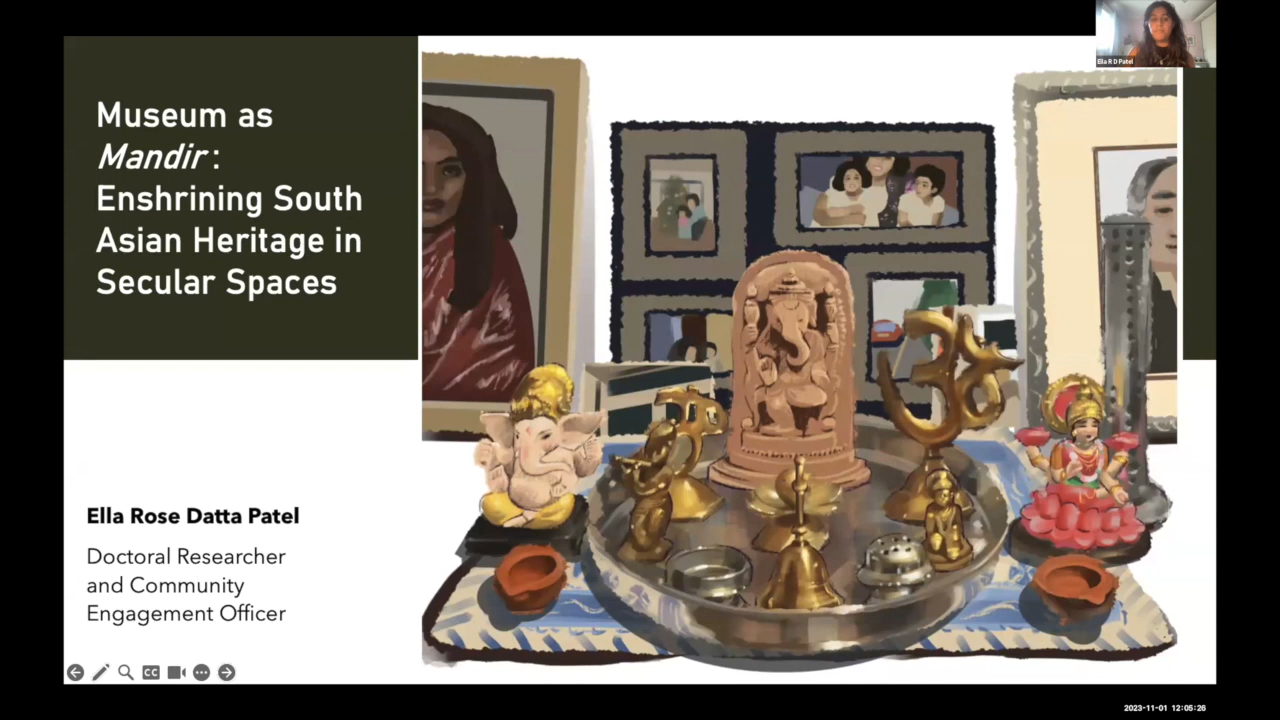 Ella R D Patel
Museum as
Mandir :
Enshrining South
Asian Heritage in
Secular Spaces
Ella Rose Datta Patel
Doctoral Researcher
and Community
Engagement Officer
CC
2023-11-01 12:05:26